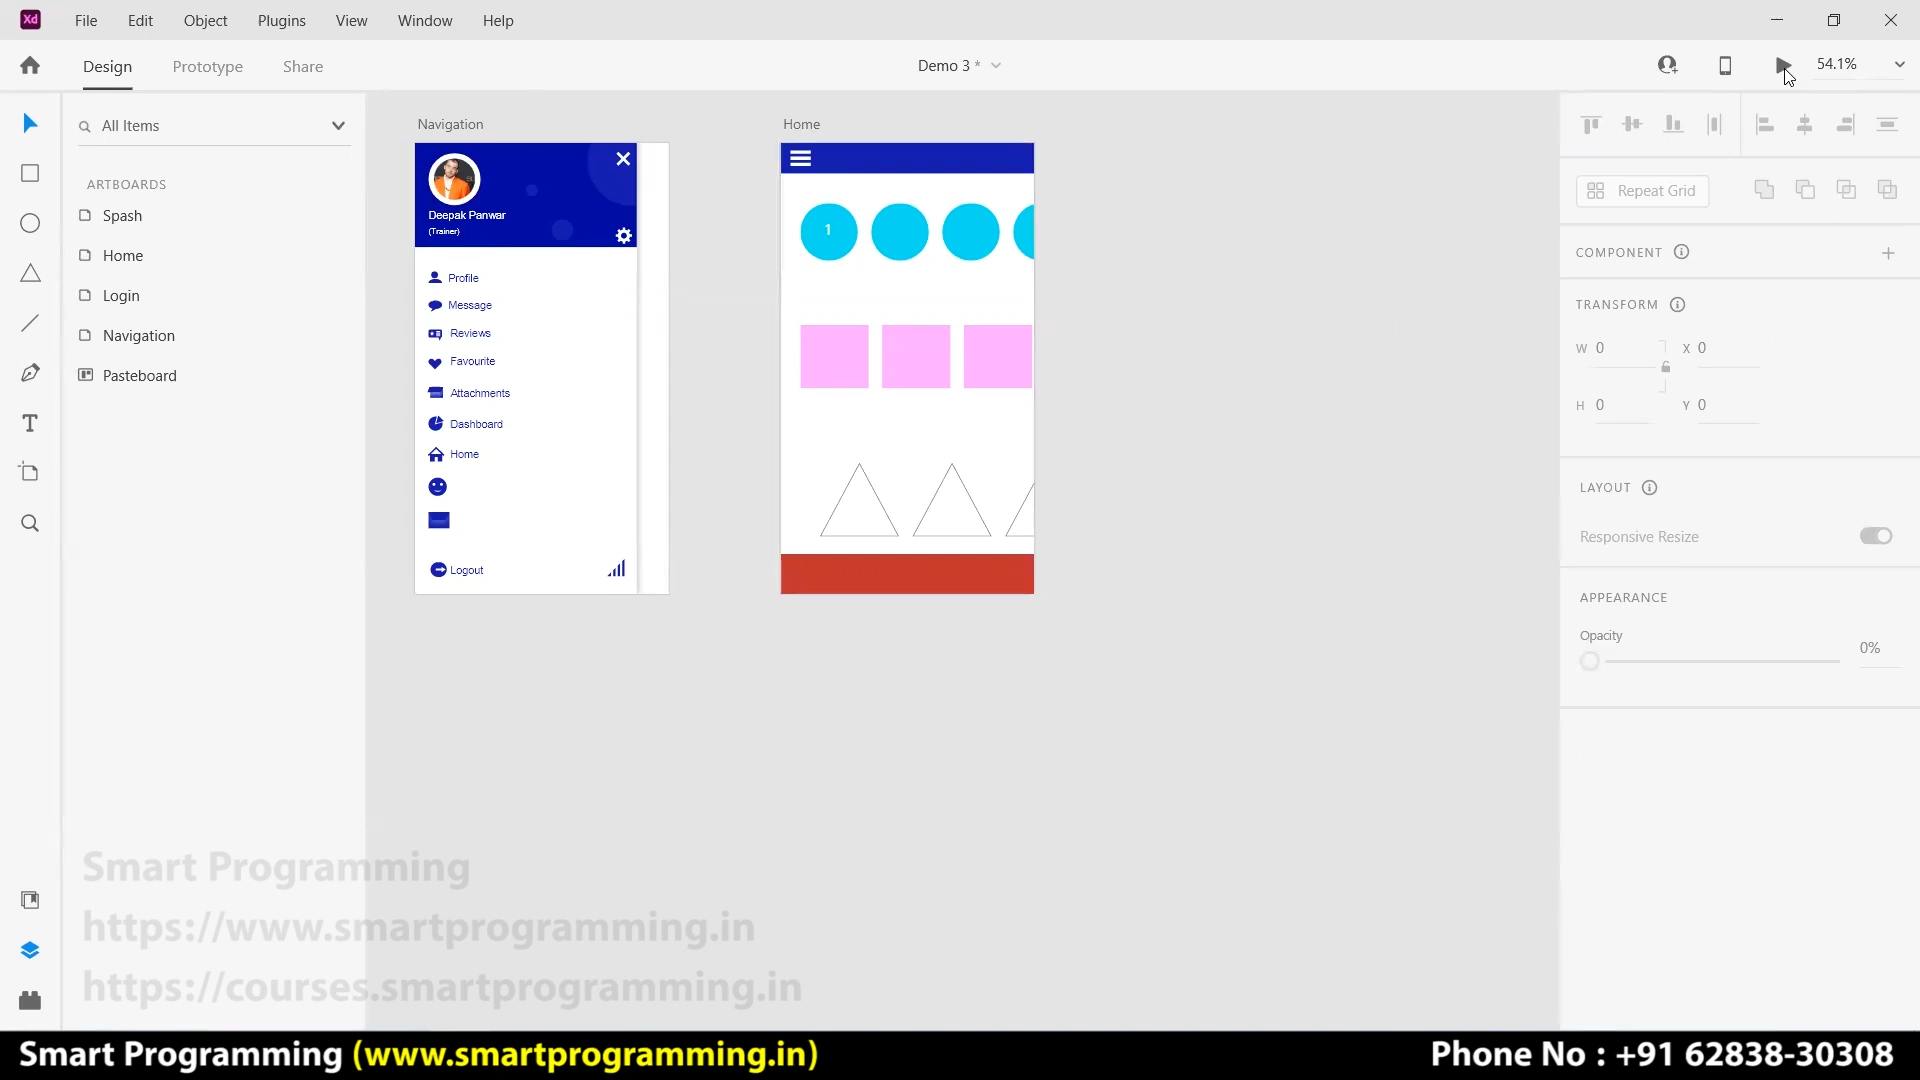 Xd File Edit Object Plugins View Window Help
Design Prototype Share Demo 3 * 54.1%
All Items
ARTBOARDS
Spash
Home
Login
Navigation
Pasteboard
Navigation
Deepak Panwar
(Trainer)
Profile
Message
Reviews
Favourite
Attachments
Dashboard
Home
Logout
Home
1
Repeat Grid
COMPONENT
TRANSFORM
W 0 X 0
H 0 Y 0
LAYOUT
Responsive Resize
APPEARANCE
Opacity
0%
Smart Programming
https://www.smartprogramming.in
https://courses.smartprogramming.in
Smart Programming (www.smartprogramming.in) Phone No : +91 62838-30308